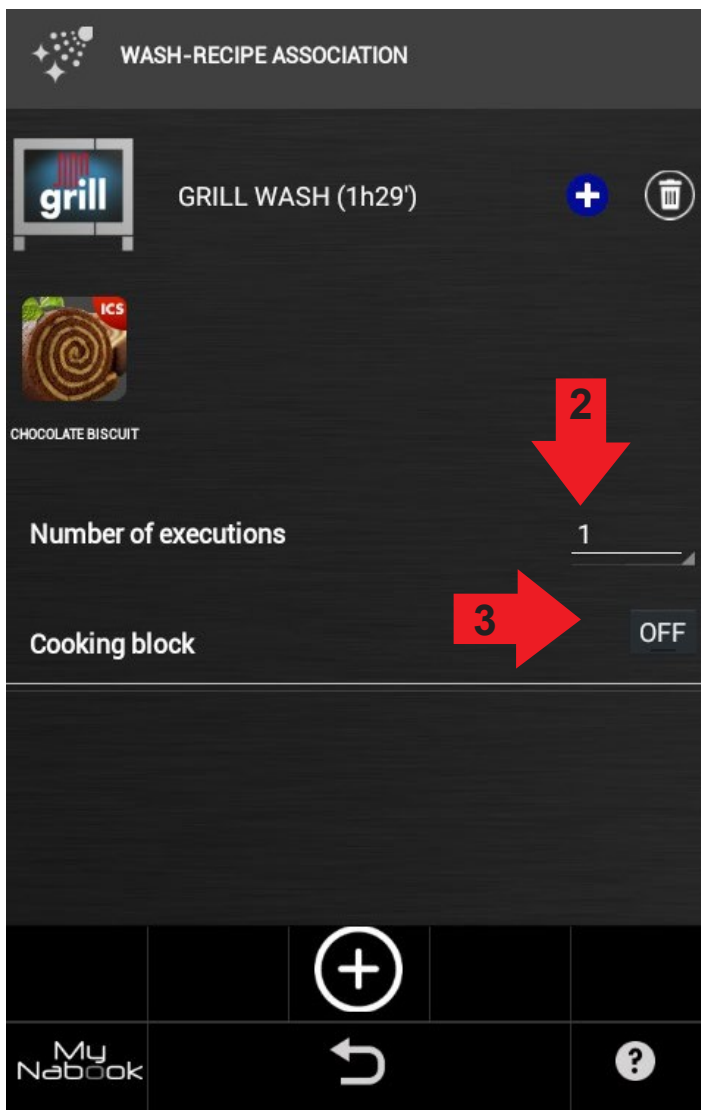 WASH-RECIPE ASSOCIATION
grill
GRILL WASH (1h29')
ICS
CHOCOLATE BISCUIT
2
Number of executions
1
3
Cooking block
OFF
My
Nabook
?